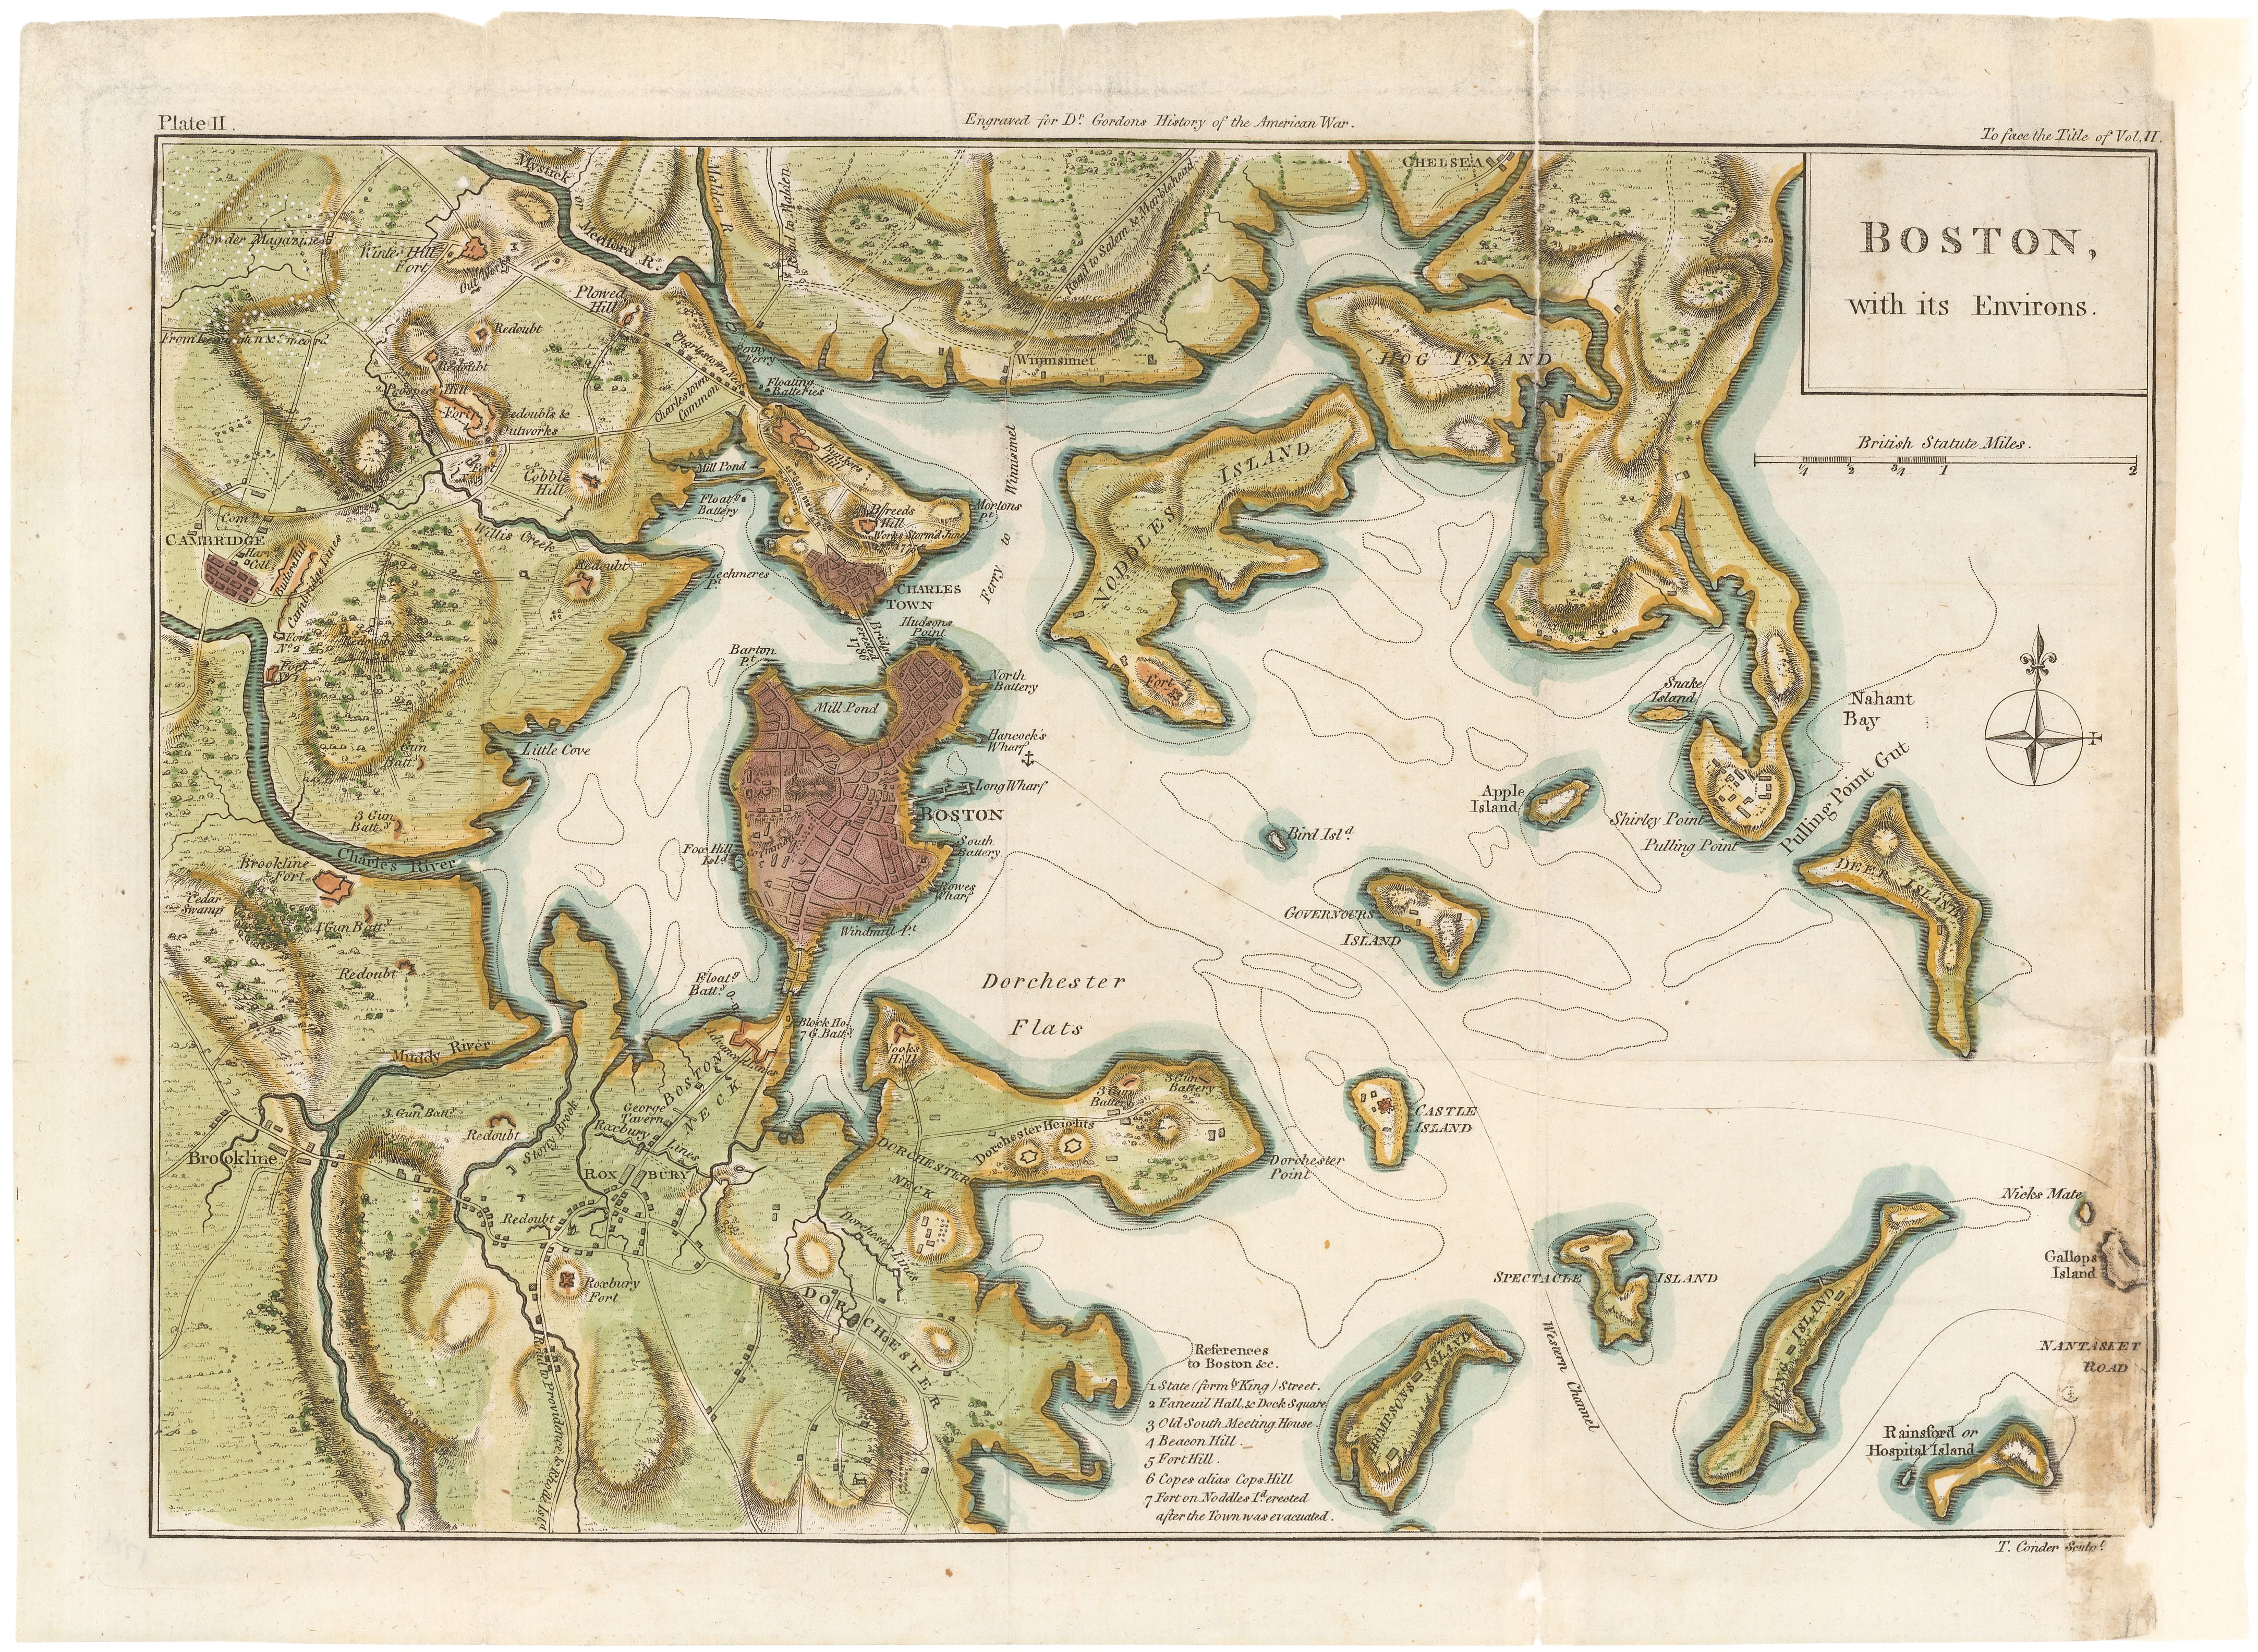 Plate II.
Engraved for Dr. Gordons History of the American War.
To face the Title of Vol. II.
BOSTON,
with its Environs.
British Statute Miles.
1/4 1/2 3/4 1 2
Mystick or Medford R.
Malden R.
Road to Malden
Road to Salem & Marblehead
CHELSEA
Powder Magazine
Winter Hill
Fort
Out Works
Plowed
Hill
Redoubt
Redoubt
Prospect Hill
Fort
Redoubts &
Outworks
Charlestown Neck
Charlestown
Common
Penny
Ferry
Floating
Batteries
Winnisimet
HOG ISLAND
NODDLES ISLAND
Ferry to Winnisimet
Fort
Cobble
Hill
Mill Pond
Float.g
Battery
Bunkers
Hill
Breeds
Hill
Works Storm'd June
17th 1775
Mortons
Pt.
Com.n
CAMBRIDGE
Harv.
Coll.
Butlers Hill
Cambridge Lines
Willis Creek
Redoubt
Lechmeres
Pt.
CHARLES
TOWN
Bridge
erected
1786
Hudsons
Point
Fort
No. 2
Redoubt
Fort
Barton
Pt.
Mill Pond
North
Battery
Fort 7
Hancock's
Wharf
Long Wharf
BOSTON
South
Battery
Common
Fox Hill
Isl.d
Rowes
Wharf
Windmill Pt.
Little Cove
Gun
Batt.y
3 Gun
Batt.y
Charles River
Brookline
Fort
Cedar
Swamp
4 Gun Batt.y
Redoubt
Snake
Island
Nahant
Bay
Pulling Point Gut
Apple
Island
Shirley Point
Pulling Point
Bird Isl.d
DEER ISLAND
GOVERNOURS
ISLAND
Dorchester
Flats
Float.g
Batt.s
Block Ho.
7 G. Batt.y
Advanced Lines
BOSTON
NECK
Nooks
Hill
Muddy River
3 Gun Batt.y
Redoubt
Stony Brook
George
Tavern
Roxbury
Lines
3 Gun
Battery
3 Gun
Battery
Dorchester Heights
CASTLE
ISLAND
Dorchester
Point
DORCHESTER
NECK
Brookline
ROXBURY
Redoubt
Roxbury
Fort
Dorchester Lines
DORCHESTER
Road to Providence & Rhode Isl.d
Nicks Mate
Gallops
Island
SPECTACLE ISLAND
LONG ISLAND
NANTASKET
ROAD
Western Channel
THOMPSONS ISLAND
Rainsford or
Hospital Island
References
to Boston &c.
1 State (form.ly King) Street.
2 Faneuil Hall, & Dock Square
3 Old South Meeting House.
4 Beacon Hill.
5 Fort Hill.
6 Copes alias Cops Hill
7 Fort on Noddles I.d erected
after the Town was evacuated.
T. Conder Sculp.t